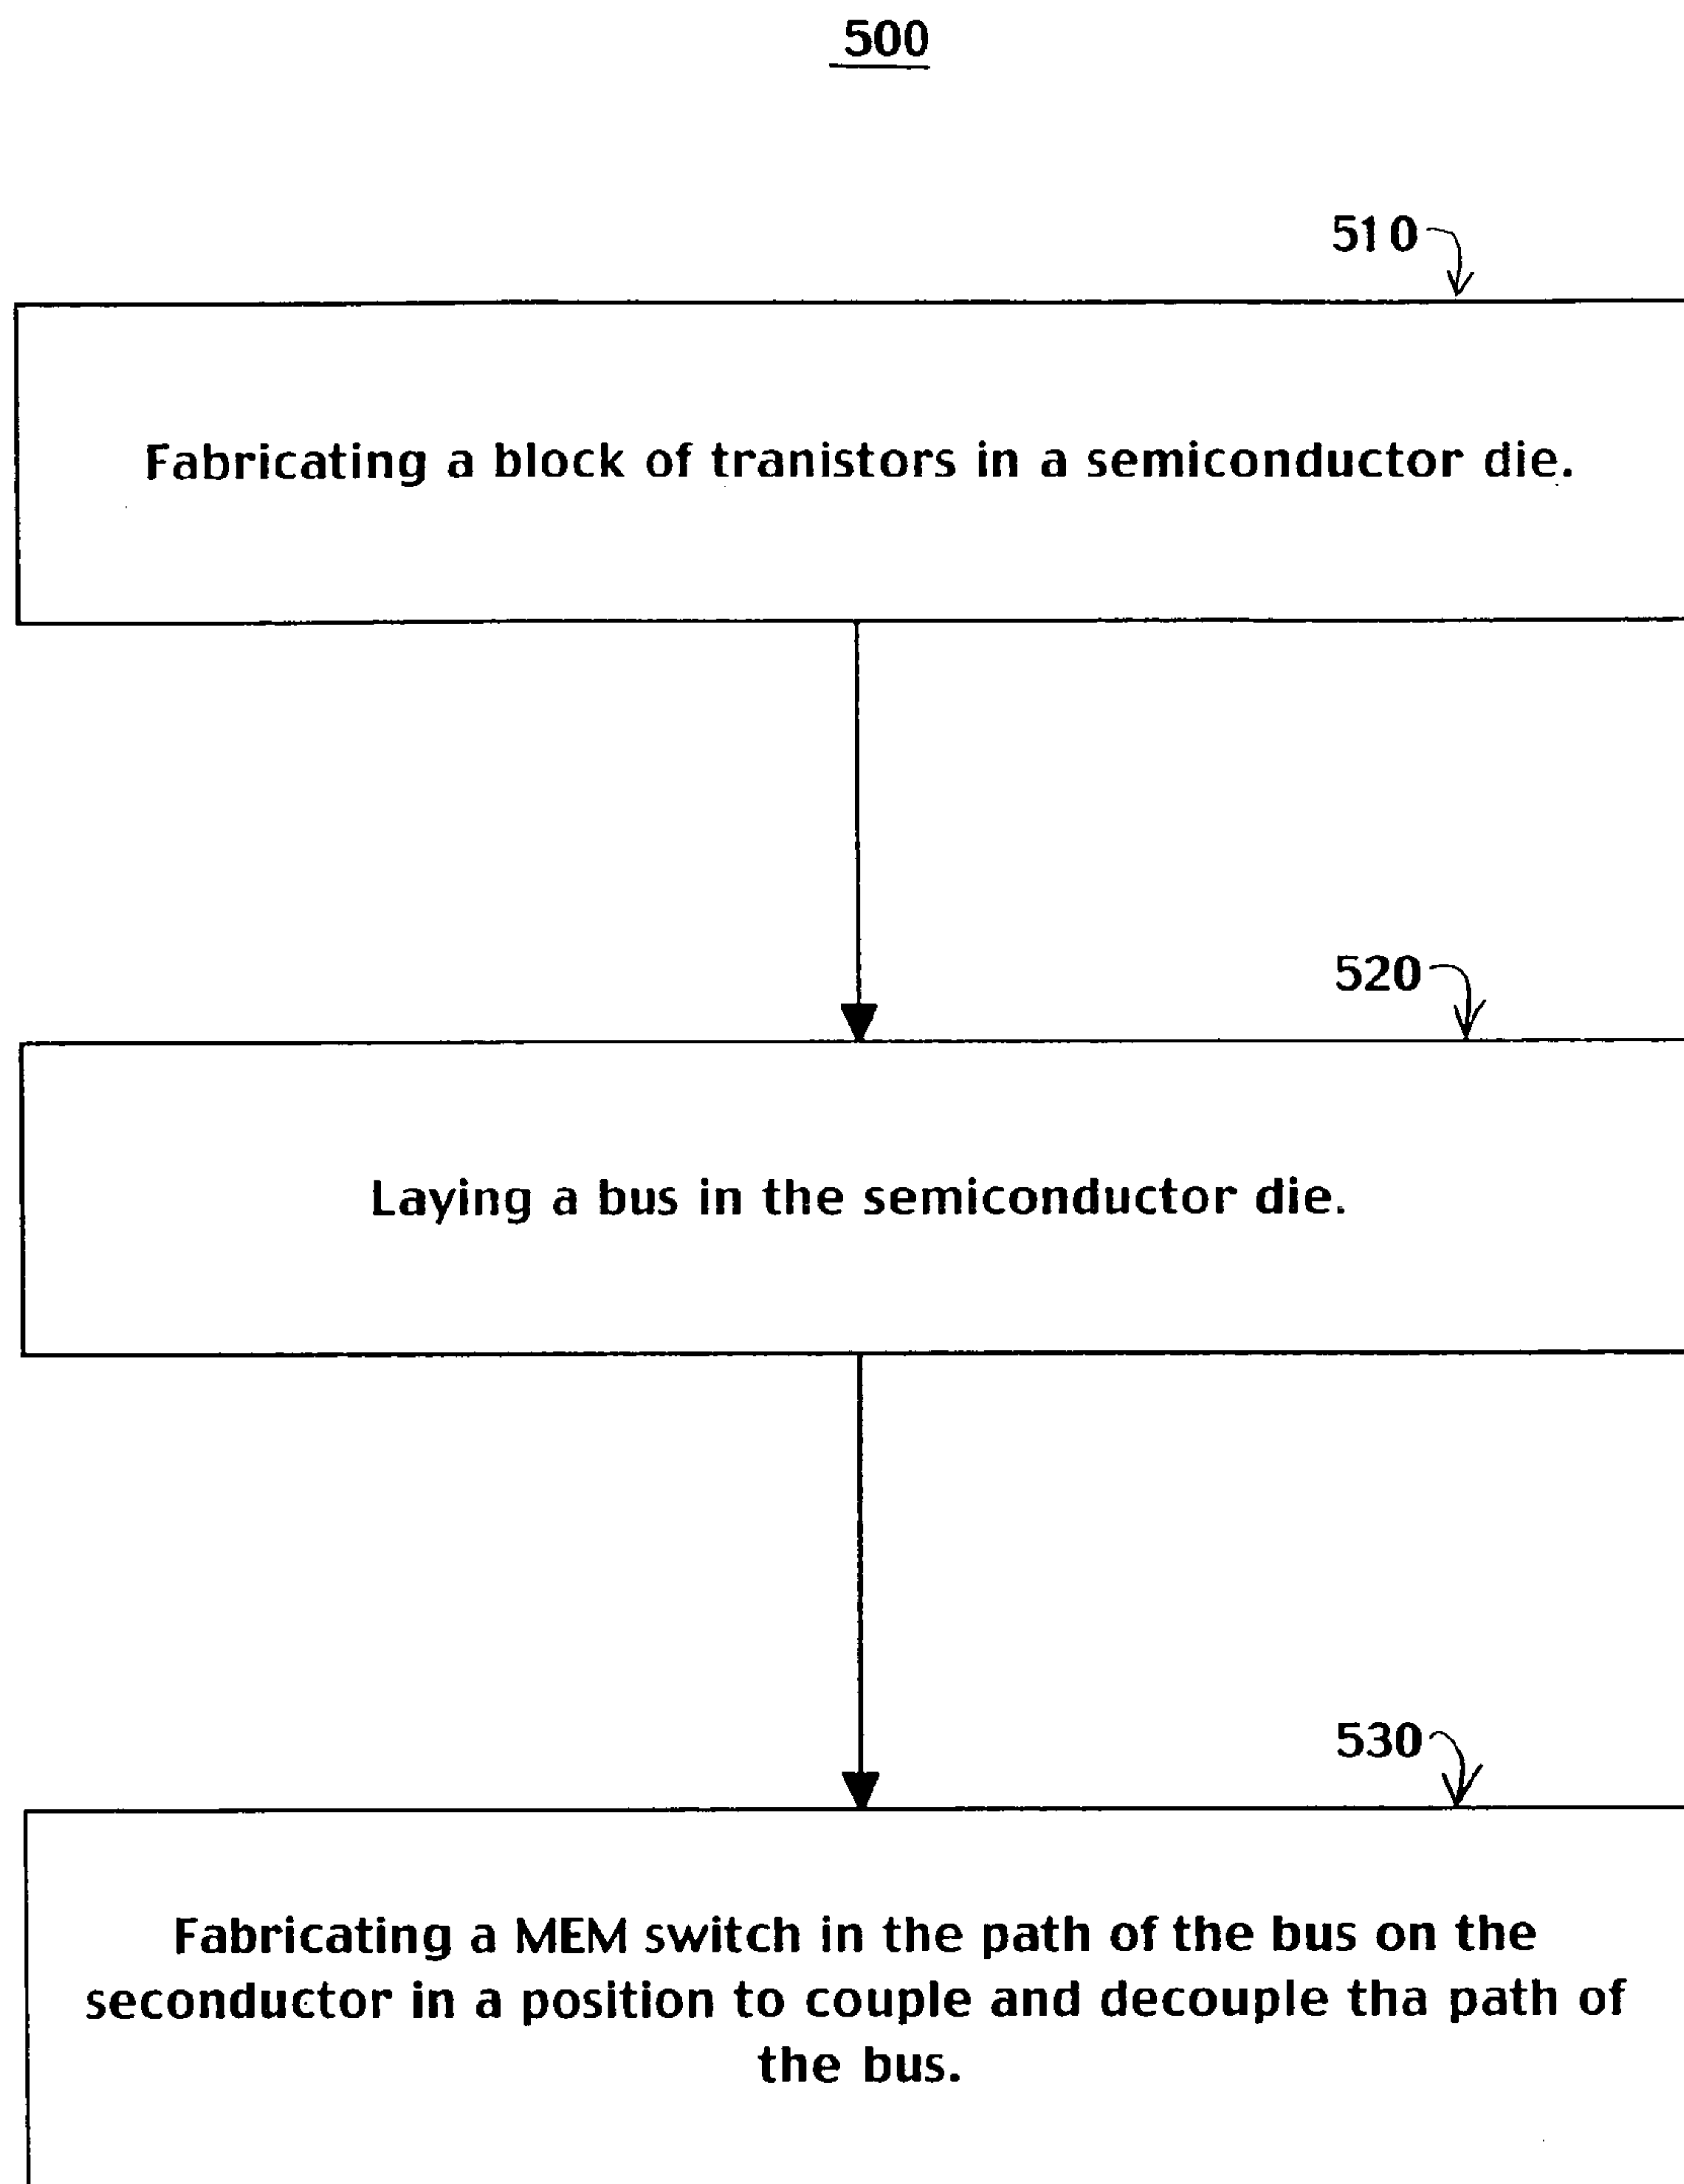 500
510
Fabricating a block of tranistors in a semiconductor die.
520
Laying a bus in the semiconductor die.
530
Fabricating a MEM switch in the path of the bus on the
seconductor in a position to couple and decouple tha path of
the bus.